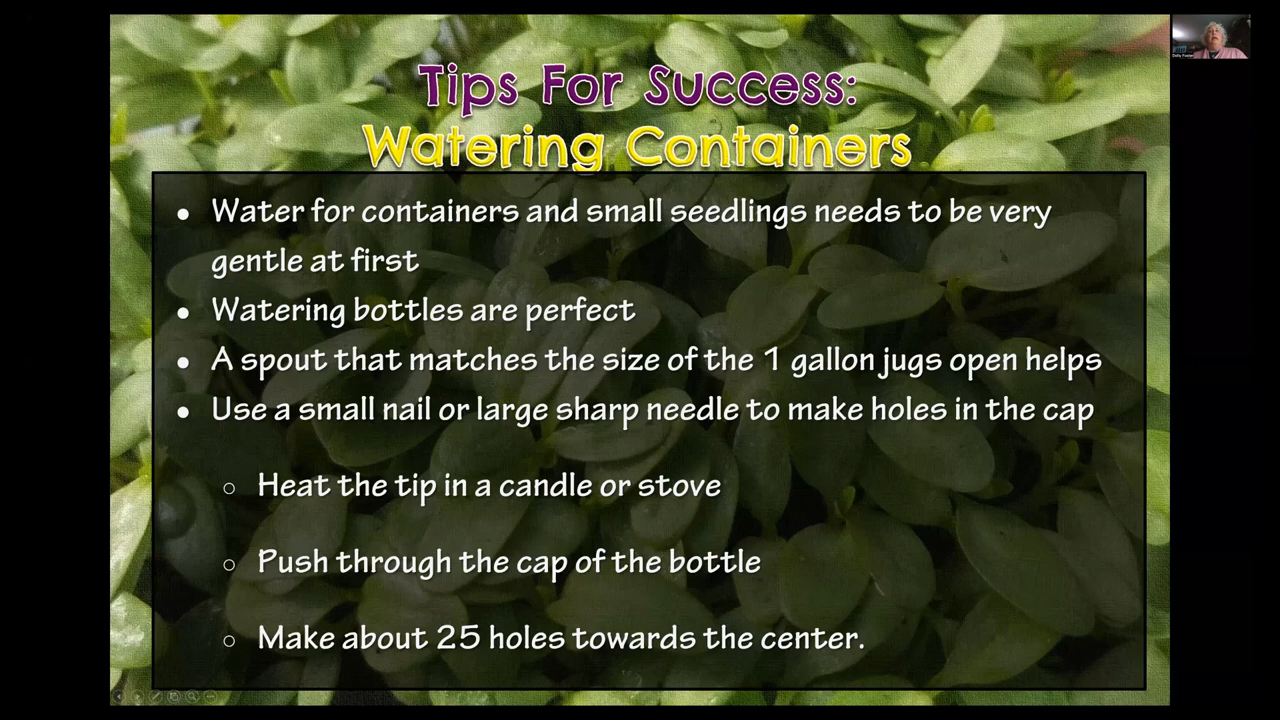 Tips For Success:
Watering Containers
● Water for containers and small seedlings needs to be very
gentle at first
● Watering bottles are perfect
● A spout that matches the size of the 1 gallon jugs open helps
● Use a small nail or large sharp needle to make holes in the cap
○ Heat the tip in a candle or stove
○ Push through the cap of the bottle
○ Make about 25 holes towards the center.